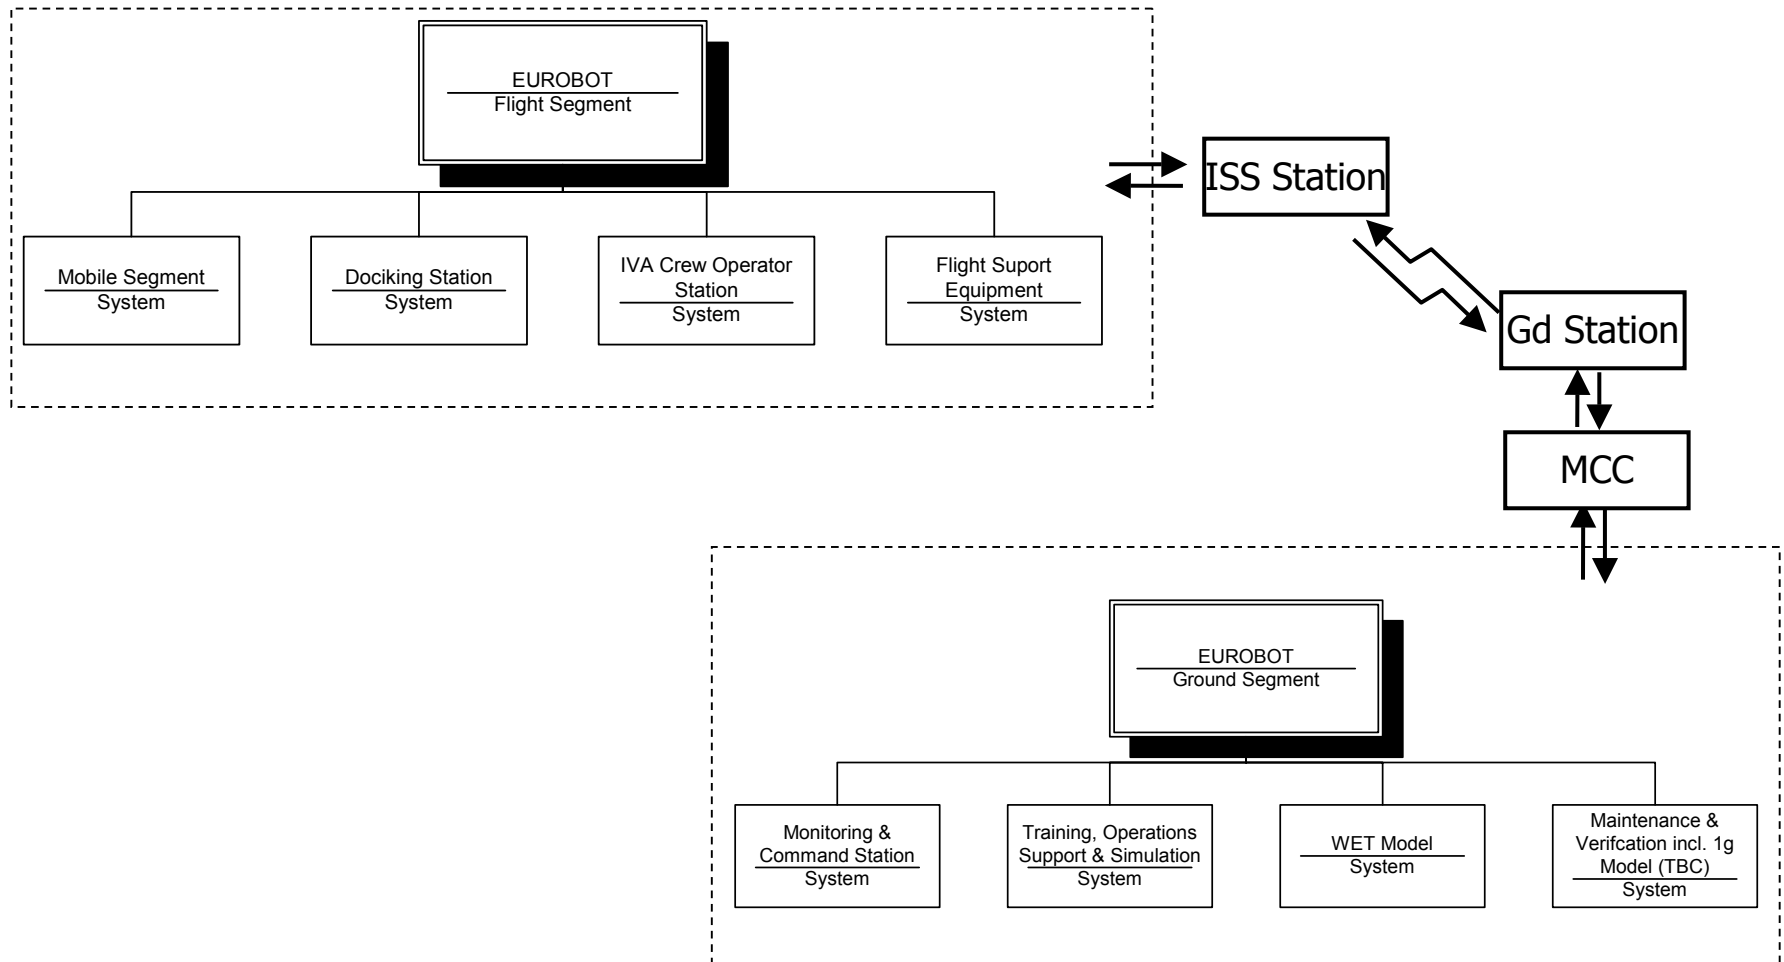 EUROBOT
Flight Segment
Mobile Segment
System
Dociking Station
System
IVA Crew Operator
Station
System
Flight Suport
Equipment
System
ISS Station
Gd Station
MCC
EUROBOT
Ground Segment
Monitoring &
Command Station
System
Training, Operations
Support & Simulation
System
WET Model
System
Maintenance &
Verifcation incl. 1g
Model (TBC)
System